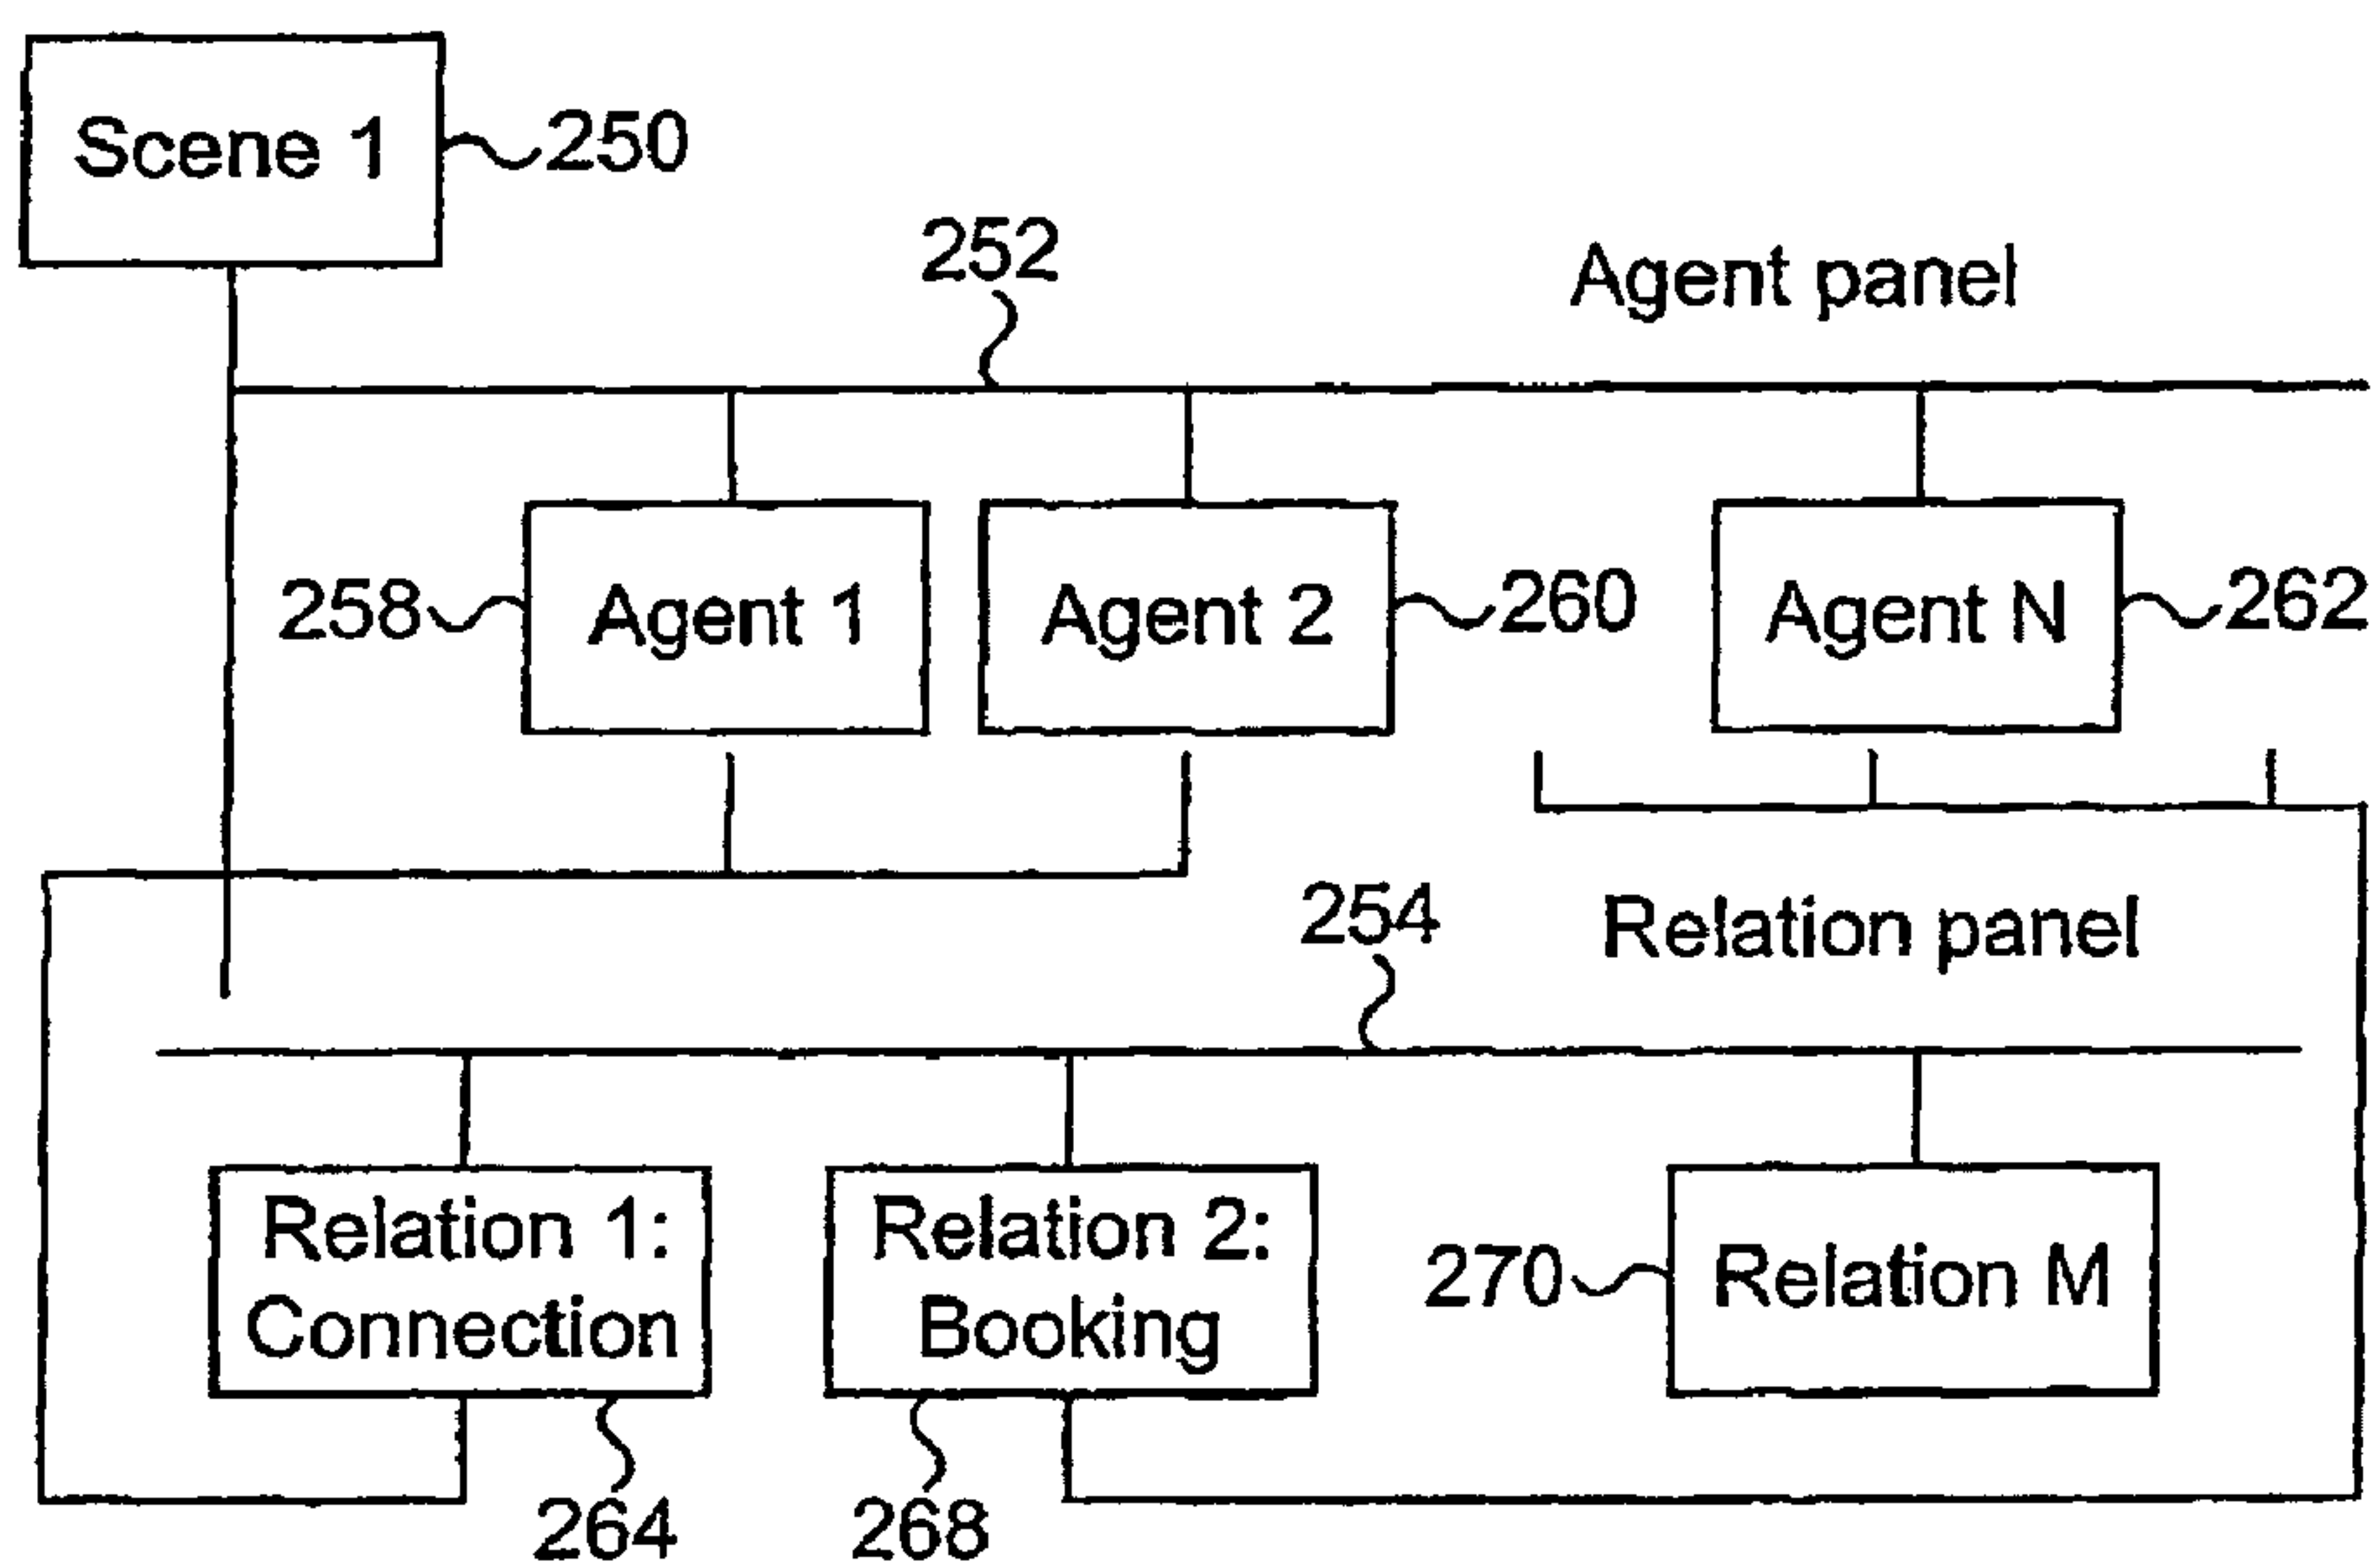 Scene 1
250
252
Agent panel
258
Agent 1
Agent 2
260
Agent N
262
254
Relation panel
Relation 1:
Connection
Relation 2:
Booking
270
Relation M
264
268